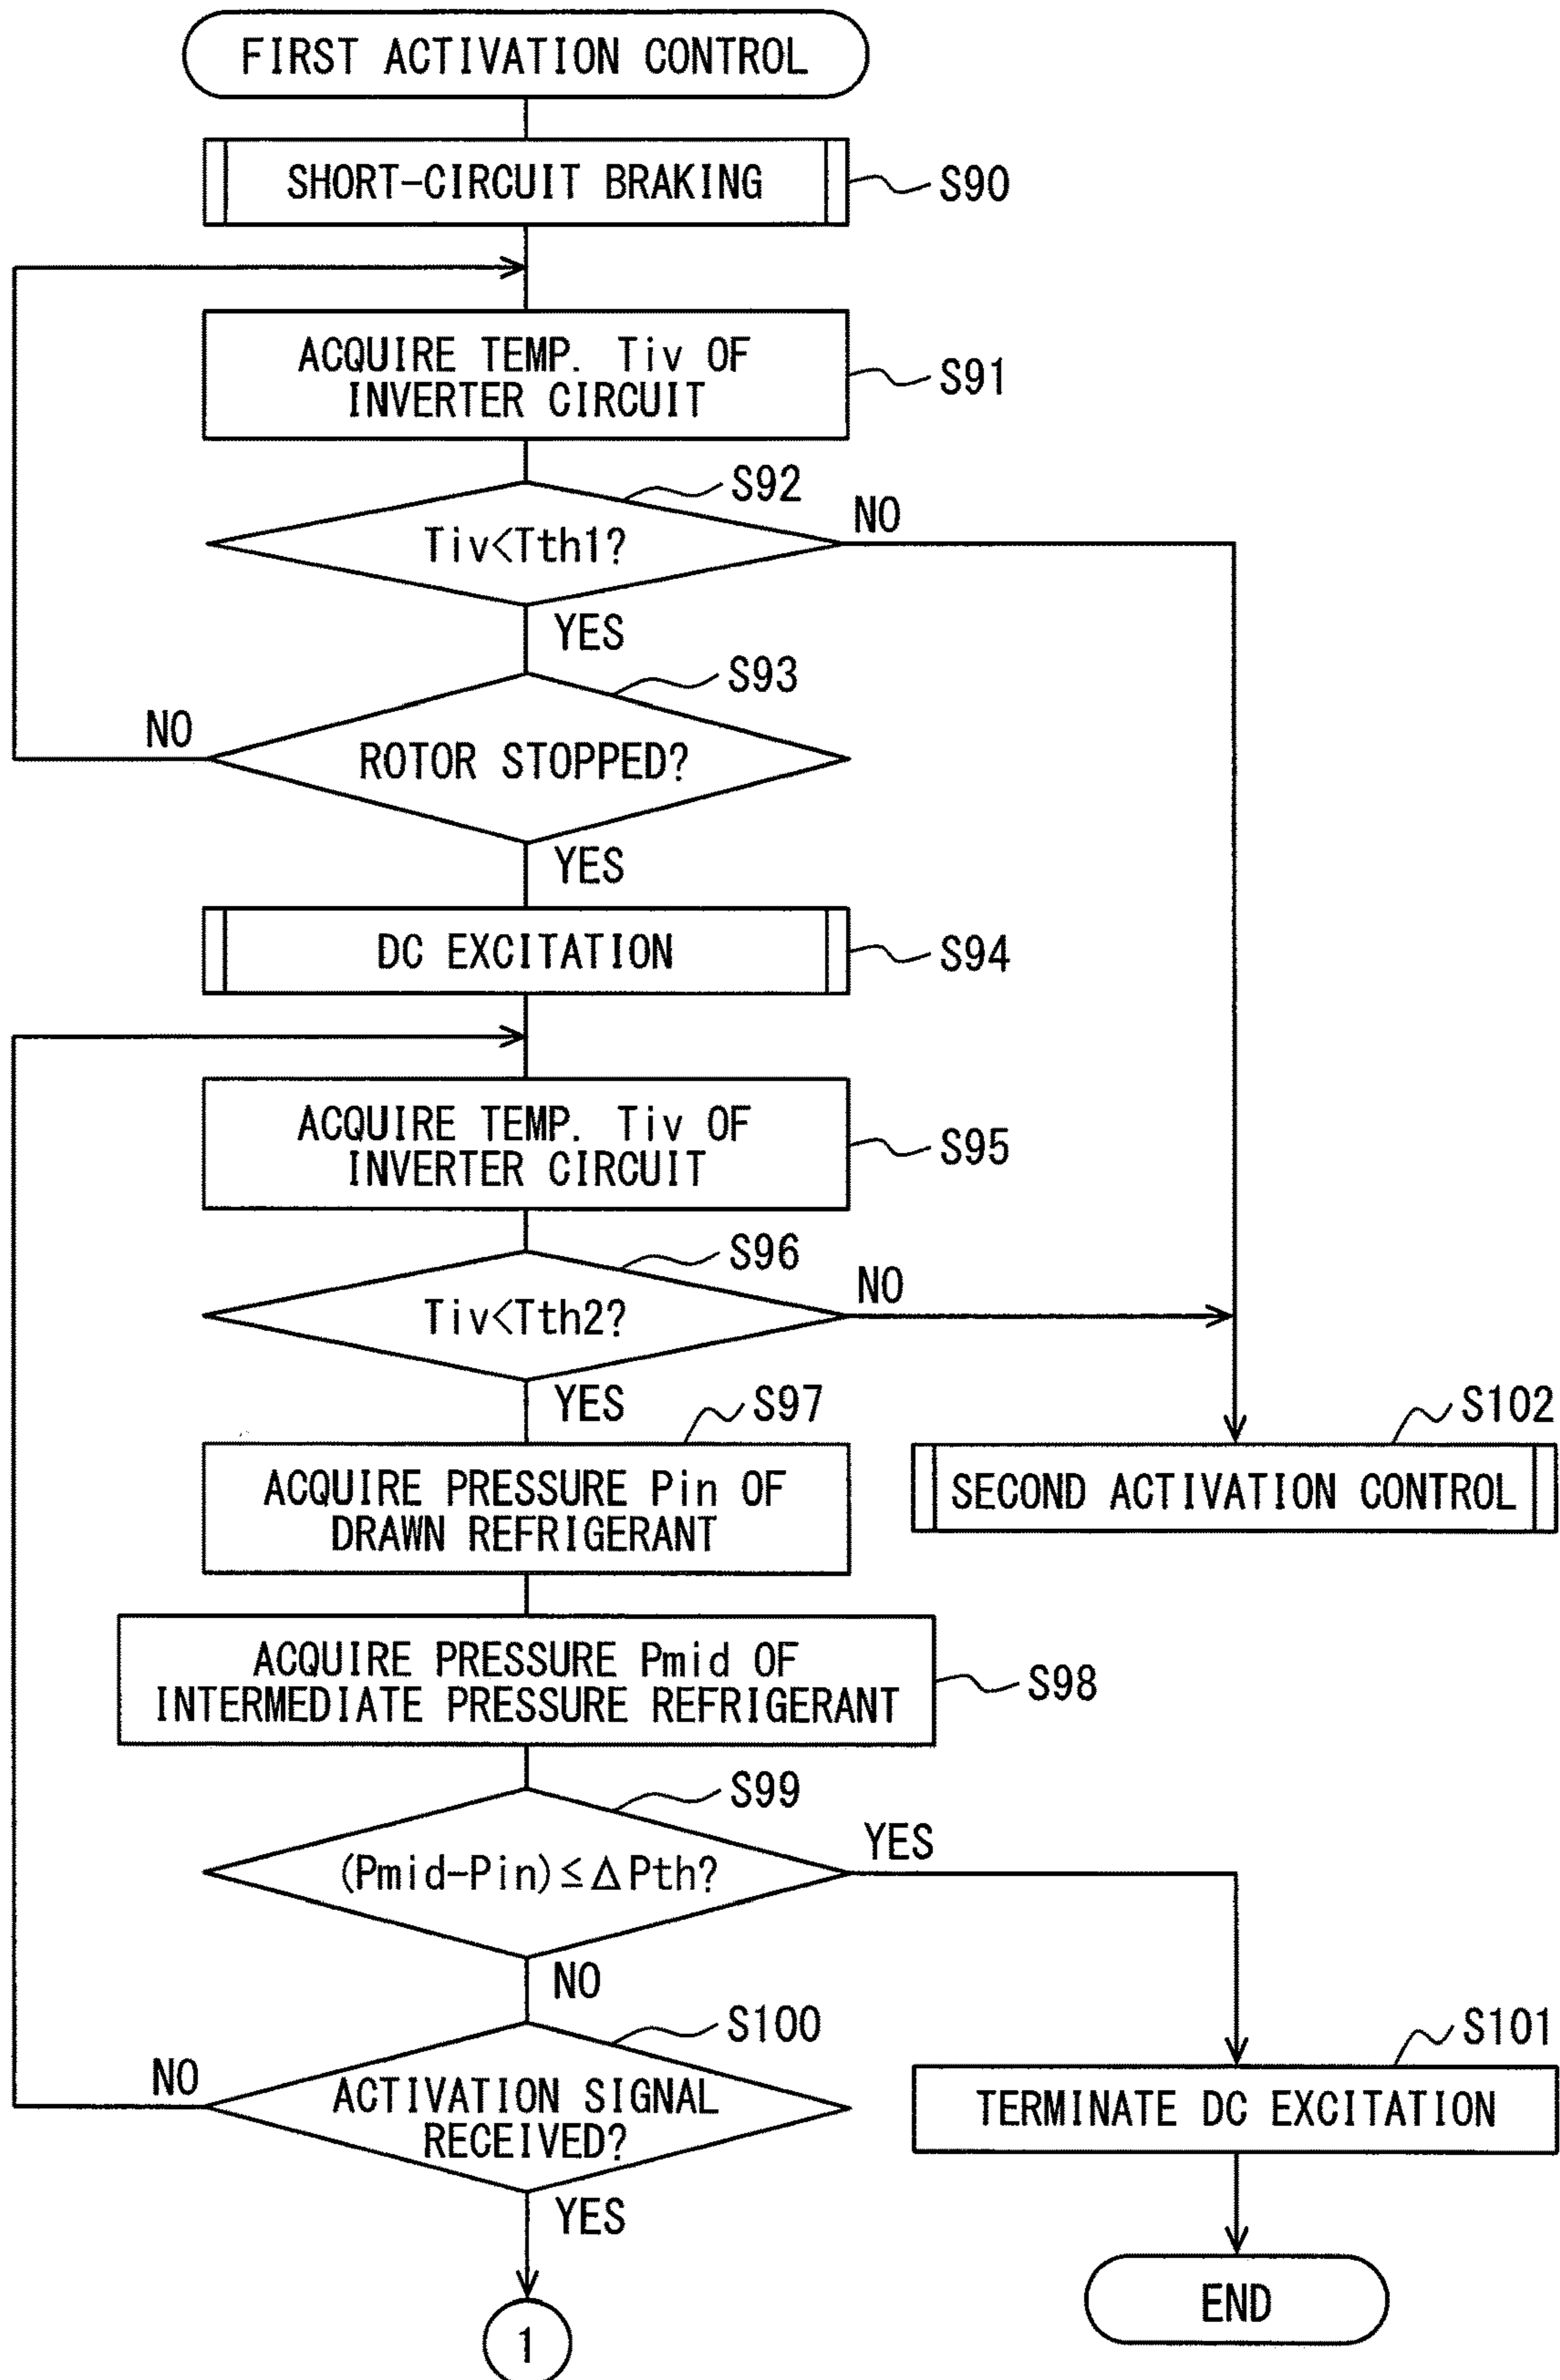 FIRST ACTIVATION CONTROL
SHORT-CIRCUIT BRAKING
S90
ACQUIRE TEMP. Tiv OF
INVERTER CIRCUIT
S91
S92
Tiv<Tth1?
NO
YES
S93
ROTOR STOPPED?
NO
YES
DC EXCITATION
S94
ACQUIRE TEMP. Tiv OF
INVERTER CIRCUIT
S95
S96
Tiv<Tth2?
NO
YES
S97
ACQUIRE PRESSURE Pin OF
DRAWN REFRIGERANT
S102
SECOND ACTIVATION CONTROL
ACQUIRE PRESSURE Pmid OF
INTERMEDIATE PRESSURE REFRIGERANT
S98
S99
(Pmid-Pin)≤ΔPth?
YES
NO
S100
ACTIVATION SIGNAL
RECEIVED?
NO
YES
S101
TERMINATE DC EXCITATION
END
1